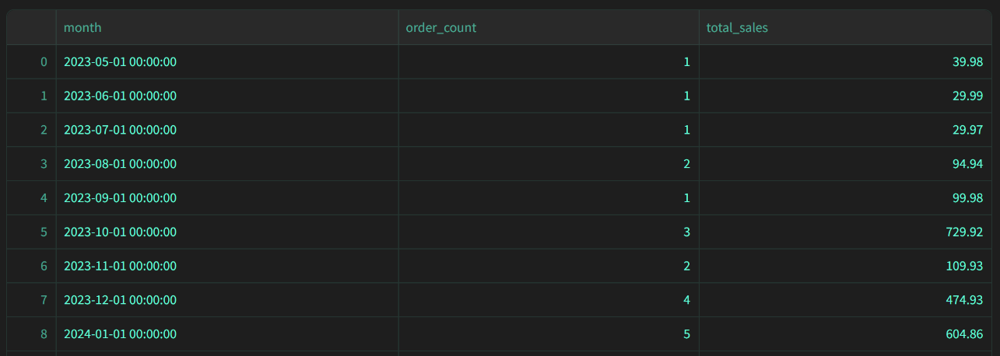 month order_count total_sales
0 2023-05-01 00:00:00 1 39.98
1 2023-06-01 00:00:00 1 29.99
2 2023-07-01 00:00:00 1 29.97
3 2023-08-01 00:00:00 2 94.94
4 2023-09-01 00:00:00 1 99.98
5 2023-10-01 00:00:00 3 729.92
6 2023-11-01 00:00:00 2 109.93
7 2023-12-01 00:00:00 4 474.93
8 2024-01-01 00:00:00 5 604.86